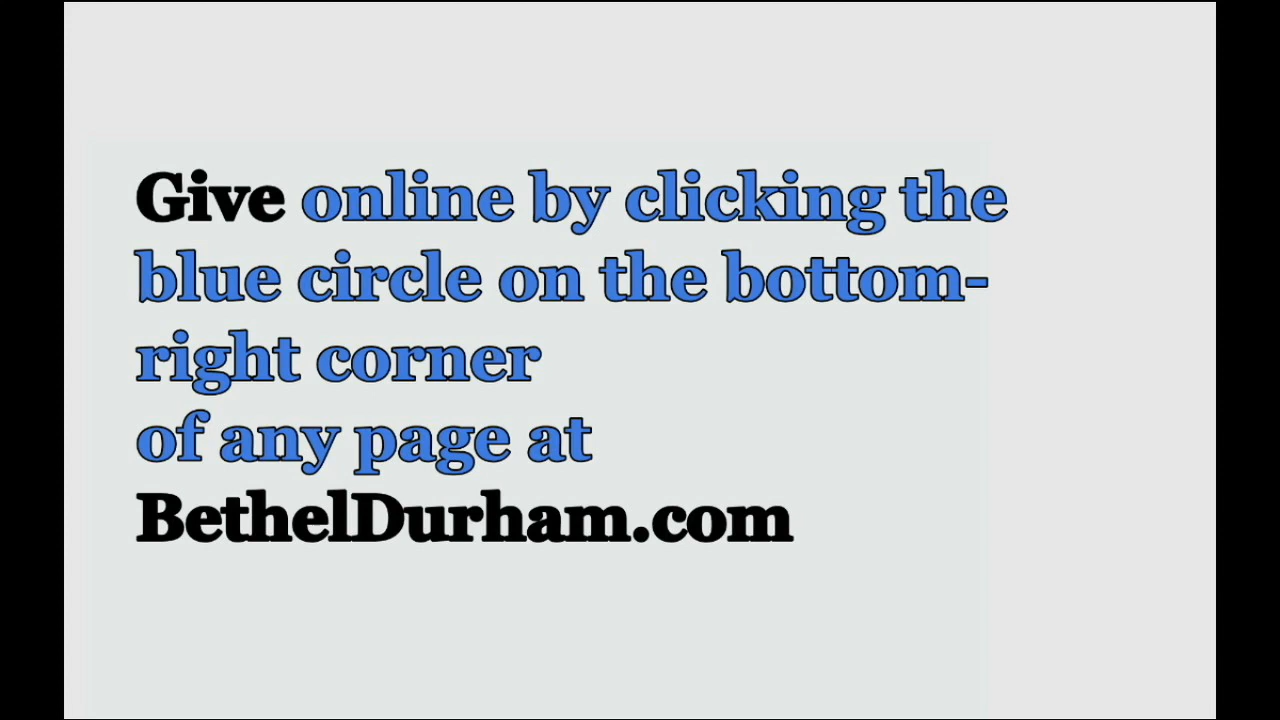 Give online by clicking the
blue circle on the bottom-
right corner
of any page at
BethelDurham.com